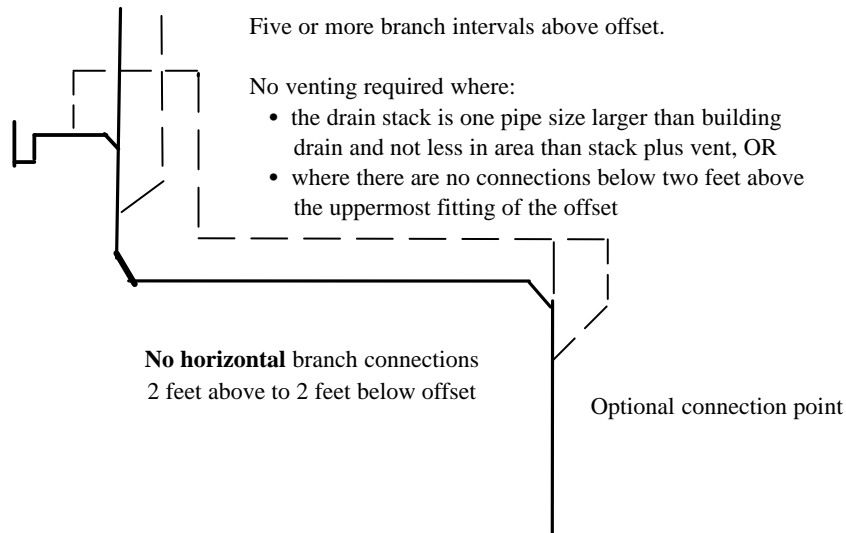 Five or more branch intervals above offset.
No venting required where:
• the drain stack is one pipe size larger than building
drain and not less in area than stack plus vent, OR
• where there are no connections below two feet above
the uppermost fitting of the offset
No horizontal branch connections
2 feet above to 2 feet below offset
Optional connection point